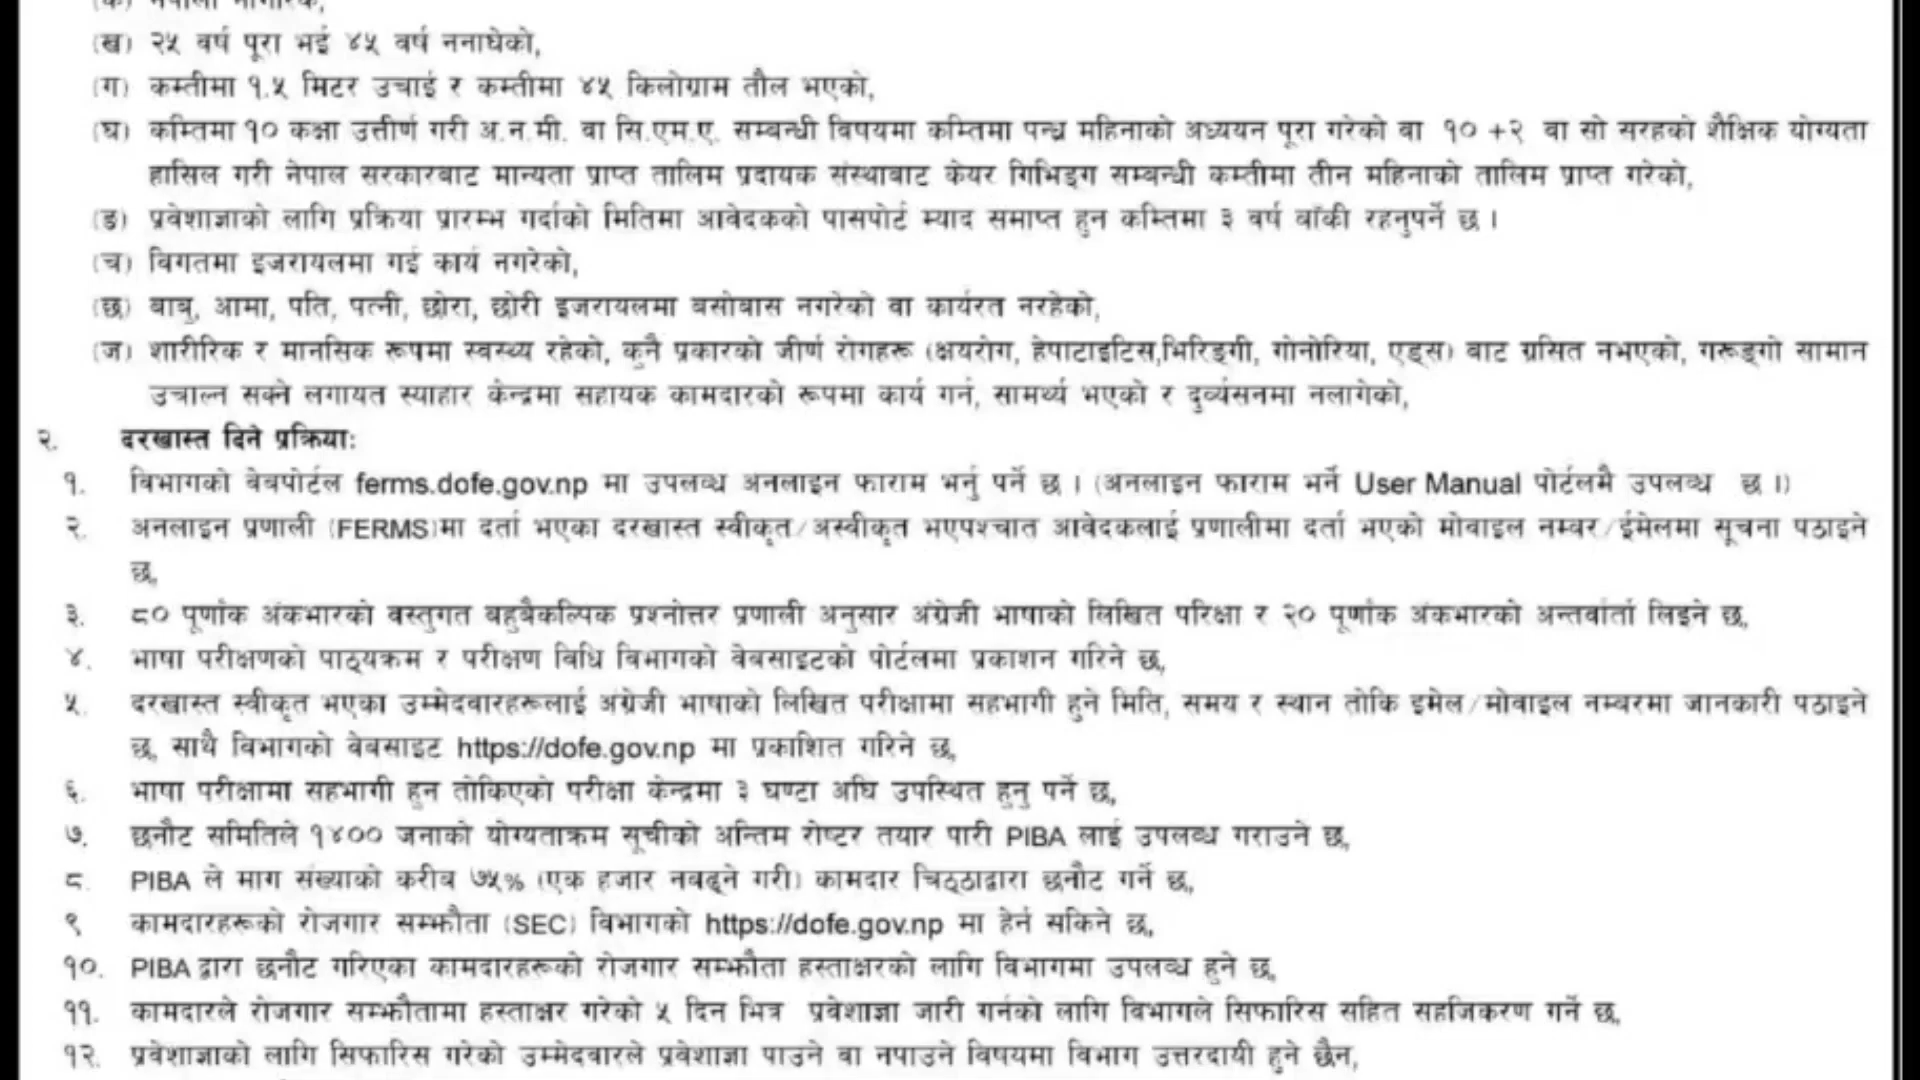 (क) नेपाली नागरिक,
(ख) २५ वर्ष पूरा भई ४५ वर्ष ननाघेको,
(ग) कम्तीमा १.५ मिटर उचाई र कम्तीमा ४५ किलोग्राम तौल भएको,
(घ) कम्तिमा १० कक्षा उत्तीर्ण गरी अ.न.मी. वा सि.एम.ए. सम्बन्धी विषयमा कम्तिमा पन्ध्र महिनाको अध्ययन पूरा गरेको वा १० +२ वा सो सरहको शैक्षिक योग्यता
हासिल गरी नेपाल सरकारबाट मान्यता प्राप्त तालिम प्रदायक संस्थाबाट केयर गिभिङ्ग सम्बन्धी कम्तीमा तीन महिनाको तालिम प्राप्त गरेको,
(ङ) प्रवेशाज्ञाको लागि प्रक्रिया प्रारम्भ गर्दाको मितिमा आवेदकको पासपोर्ट म्याद समाप्त हुन कम्तिमा ३ वर्ष बाँकी रहनुपर्ने छ ।
(च) विगतमा इजरायलमा गई कार्य नगरेको,
(छ) बाबु, आमा, पति, पत्नी, छोरा, छोरी इजरायलमा बसोबास नगरेको वा कार्यरत नरहेको,
(ज) शारीरिक र मानसिक रूपमा स्वस्थ्य रहेको, कुनै प्रकारको जीर्ण रोगहरू (क्षयरोग, हेपाटाइटिस,भिरिङ्गी, गोनोरिया, एड्स) बाट ग्रसित नभएको, गरूङ्गो सामान
उचाल्न सक्ने लगायत स्याहार केन्द्रमा सहायक कामदारको रूपमा कार्य गर्न, सामर्थ्य भएको र दुर्व्यसनमा नलागेको,
२. दरखास्त दिने प्रक्रियाः
१. विभागको वेवपोर्टल ferms.dofe.gov.np मा उपलब्ध अनलाइन फाराम भर्नु पर्ने छ । (अनलाइन फाराम भर्ने User Manual पोर्टलमै उपलब्ध छ ।)
२. अनलाइन प्रणाली (FERMS)मा दर्ता भएका दरखास्त स्वीकृत/अस्वीकृत भएपश्चात आवेदकलाई प्रणालीमा दर्ता भएको मोवाइल नम्बर/ईमेलमा सूचना पठाइने
छ,
३. ८० पूर्णांक अंकभारको वस्तुगत बहुबैकल्पिक प्रश्नोत्तर प्रणाली अनुसार अंग्रेजी भाषाको लिखित परिक्षा र २० पूर्णांक अंकभारको अन्तर्वार्ता लिइने छ,
४. भाषा परीक्षणको पाठ्यक्रम र परीक्षण विधि विभागको वेबसाइटको पोर्टलमा प्रकाशन गरिने छ,
५. दरखास्त स्वीकृत भएका उम्मेदवारहरूलाई अंग्रेजी भाषाको लिखित परीक्षामा सहभागी हुने मिति, समय र स्थान तोकि इमेल/मोवाइल नम्बरमा जानकारी पठाइने
छ, साथै विभागको वेबसाइट https://dofe.gov.np मा प्रकाशित गरिने छ,
६. भाषा परीक्षामा सहभागी हुन तोकिएको परीक्षा केन्द्रमा ३ घण्टा अघि उपस्थित हुनु पर्ने छ,
७. छनौट समितिले १४०० जनाको योग्यताक्रम सूचीको अन्तिम रोष्टर तयार पारी PIBA लाई उपलब्ध गराउने छ,
८. PIBA ले माग संख्याको करीब ७५% (एक हजार नबढ्ने गरी) कामदार चिठ्ठाद्वारा छनौट गर्ने छ,
९ कामदारहरूको रोजगार सम्झौता (SEC) विभागको https://dofe.gov.np मा हेर्न सकिने छ,
१०. PIBA द्वारा छनौट गरिएका कामदारहरूको रोजगार सम्झौता हस्ताक्षरको लागि विभागमा उपलब्ध हुने छ,
११. कामदारले रोजगार सम्झौतामा हस्ताक्षर गरेको ५ दिन भित्र प्रवेशाज्ञा जारी गर्नको लागि विभागले सिफारिस सहित सहजिकरण गर्ने छ,
१२. प्रवेशाज्ञाको लागि सिफारिस गरेको उम्मेदवारले प्रवेशाज्ञा पाउने वा नपाउने विषयमा विभाग उत्तरदायी हुने छैन,